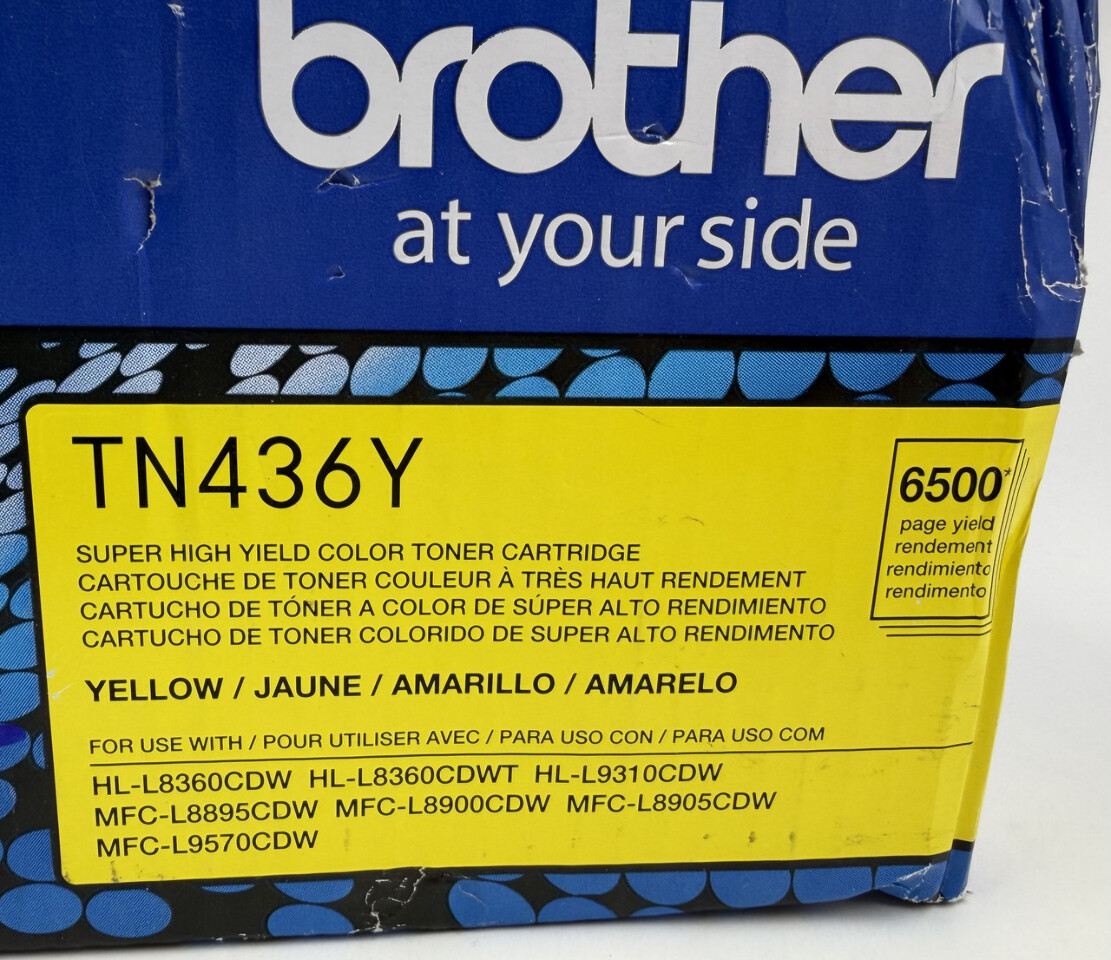 brother
at your side
TN436Y
6500*
page yield
rendement
rendimiento
rendimento
SUPER HIGH YIELD COLOR TONER CARTRIDGE
CARTOUCHE DE TONER COULEUR À TRÈS HAUT RENDEMENT
CARTUCHO DE TÓNER A COLOR DE SÚPER ALTO RENDIMIENTO
CARTUCHO DE TONER COLORIDO DE SUPER ALTO RENDIMENTO
YELLOW / JAUNE / AMARILLO / AMARELO
FOR USE WITH / POUR UTILISER AVEC / PARA USO CON / PARA USO COM
HL-L8360CDW HL-L8360CDWT HL-L9310CDW
MFC-L8895CDW MFC-L8900CDW MFC-L8905CDW
MFC-L9570CDW